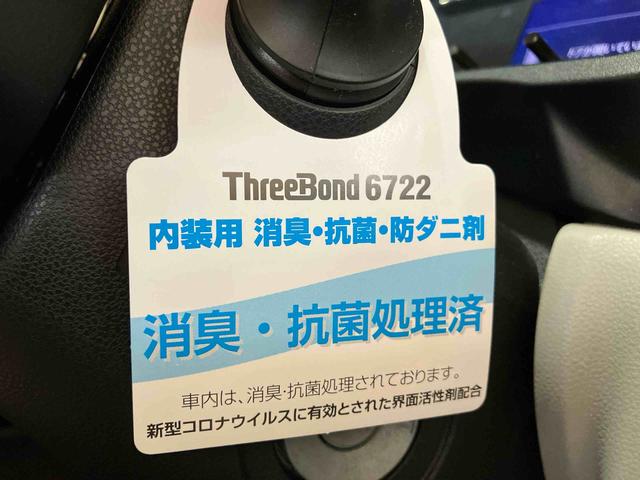 ThreeBond 6722
内装用 消臭・抗菌・防ダニ剤
消臭・抗菌処理済
車内は、消臭・抗菌処理されております。
新型コロナウイルスに有効とされた界面活性剤配合